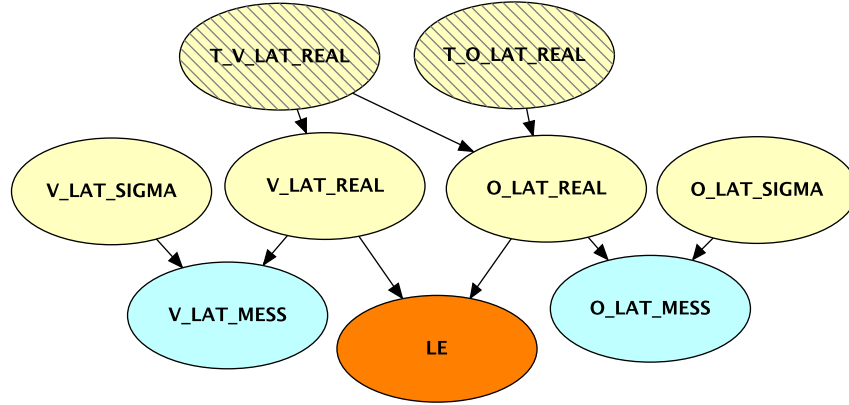 T_V_LAT_REAL
T_O_LAT_REAL
V_LAT_SIGMA
V_LAT_REAL
O_LAT_REAL
O_LAT_SIGMA
V_LAT_MESS
LE
O_LAT_MESS